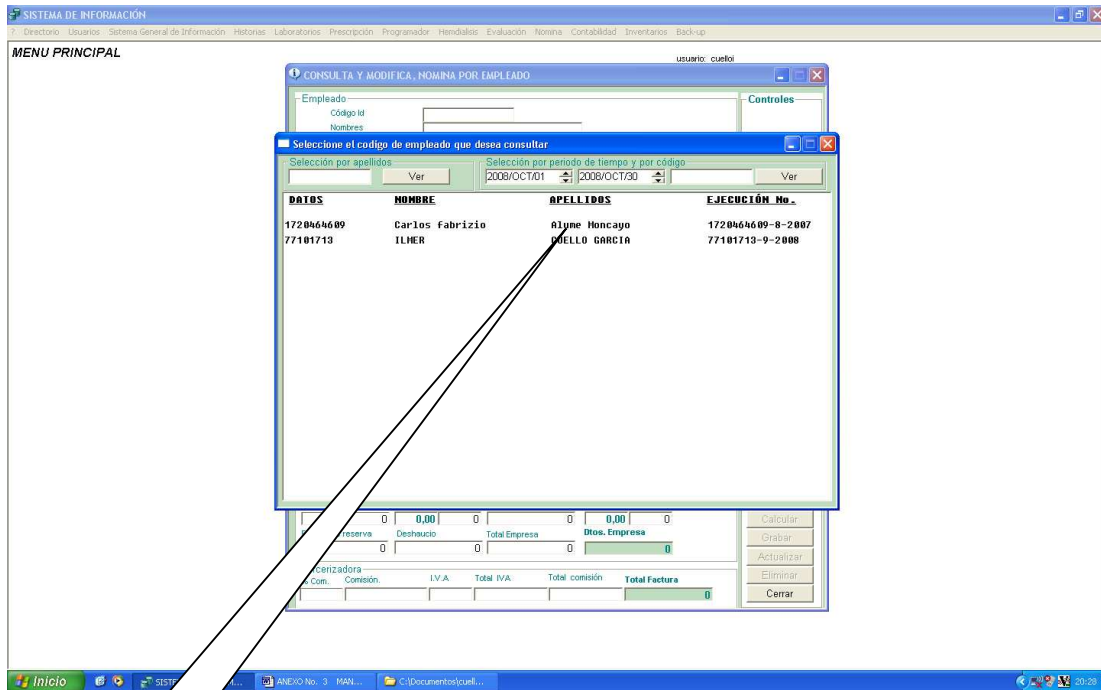 SISTEMA DE INFORMACIÓN
? Directorio Usuarios Sistema General de Información Historias Laboratorios Prescripción Programador Hemdialisis Evaluación Nomina Contabilidad Inventarios Back-up
MENU PRINCIPAL
usuario: cuelloi
CONSULTA Y MODIFICA, NOMINA POR EMPLEADO
Empleado
Controles
Código Id
Nombres
Seleccione el codigo de empleado que desea consultar
Selección por apellidos
Selección por periodo de tiempo y por código
Ver 2008/OCT/01 2008/OCT/30 Ver
DATOS NOMBRE APELLIDOS EJECUCIÓN No.
1720464609 Carlos fabrizio Alume Moncayo 1720464609-8-2007
77101713 ILMER CUELLO GARCIA 77101713-9-2008
0 0,00 0 0 0,00 0 Calcular
reserva Deshaucio Total Empresa Dtos. Empresa Grabar
0 0 0 0
Actualizar
Eliminar
Com. Comisión. I.V.A Total IVA Total comisión Total Factura
0 Cerrar
Inicio SISTE M... ANEXO No. 3 MAN... C:\Documentos\cuell... 20:28